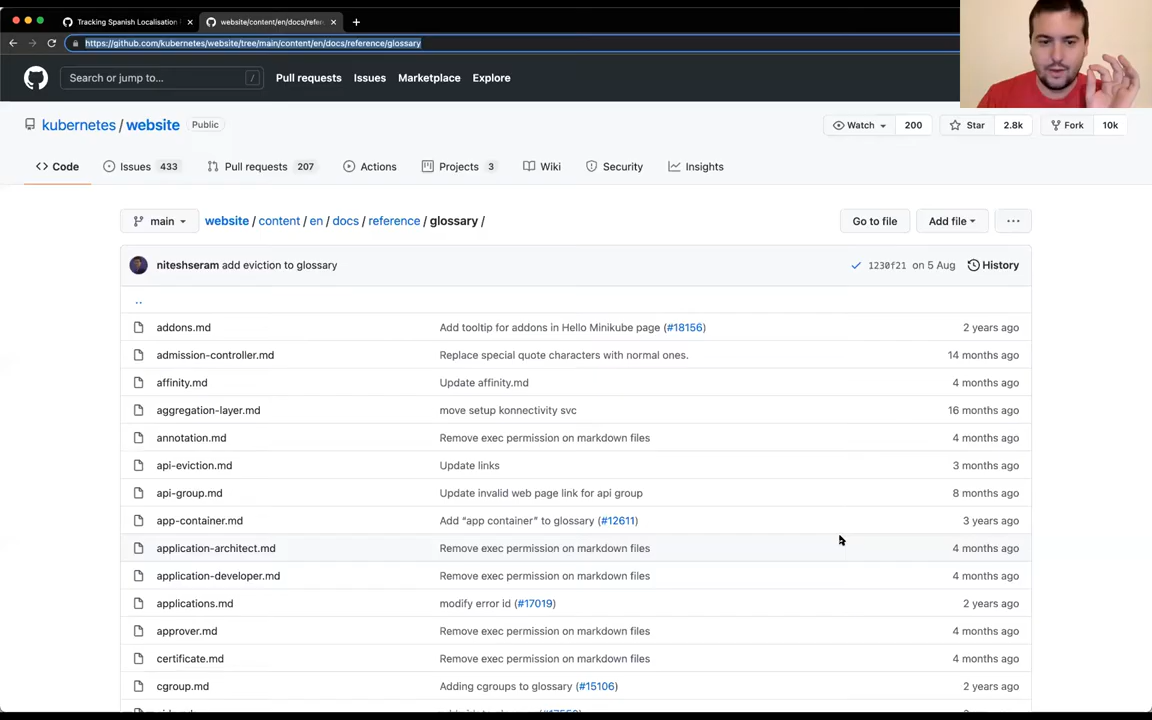 Tracking Spanish Localisation
website/content/en/docs/refer
https://github.com/kubernetes/website/tree/main/content/en/docs/reference/glossary
Search or jump to... /
Pull requests Issues Marketplace Explore
kubernetes / website Public
Watch 200 Star 2.8k Fork 10k
Code Issues 433 Pull requests 207 Actions Projects 3 Wiki Security Insights
main website / content / en / docs / reference / glossary / Go to file Add file ...
niteshseram add eviction to glossary 1230f21 on 5 Aug History
..
addons.md Add tooltip for addons in Hello Minikube page (#18156) 2 years ago
admission-controller.md Replace special quote characters with normal ones. 14 months ago
affinity.md Update affinity.md 4 months ago
aggregation-layer.md move setup konnectivity svc 16 months ago
annotation.md Remove exec permission on markdown files 4 months ago
api-eviction.md Update links 3 months ago
api-group.md Update invalid web page link for api group 8 months ago
app-container.md Add “app container” to glossary (#12611) 3 years ago
application-architect.md Remove exec permission on markdown files 4 months ago
application-developer.md Remove exec permission on markdown files 4 months ago
applications.md modify error id (#17019) 2 years ago
approver.md Remove exec permission on markdown files 4 months ago
certificate.md Remove exec permission on markdown files 4 months ago
cgroup.md Adding cgroups to glossary (#15106) 2 years ago